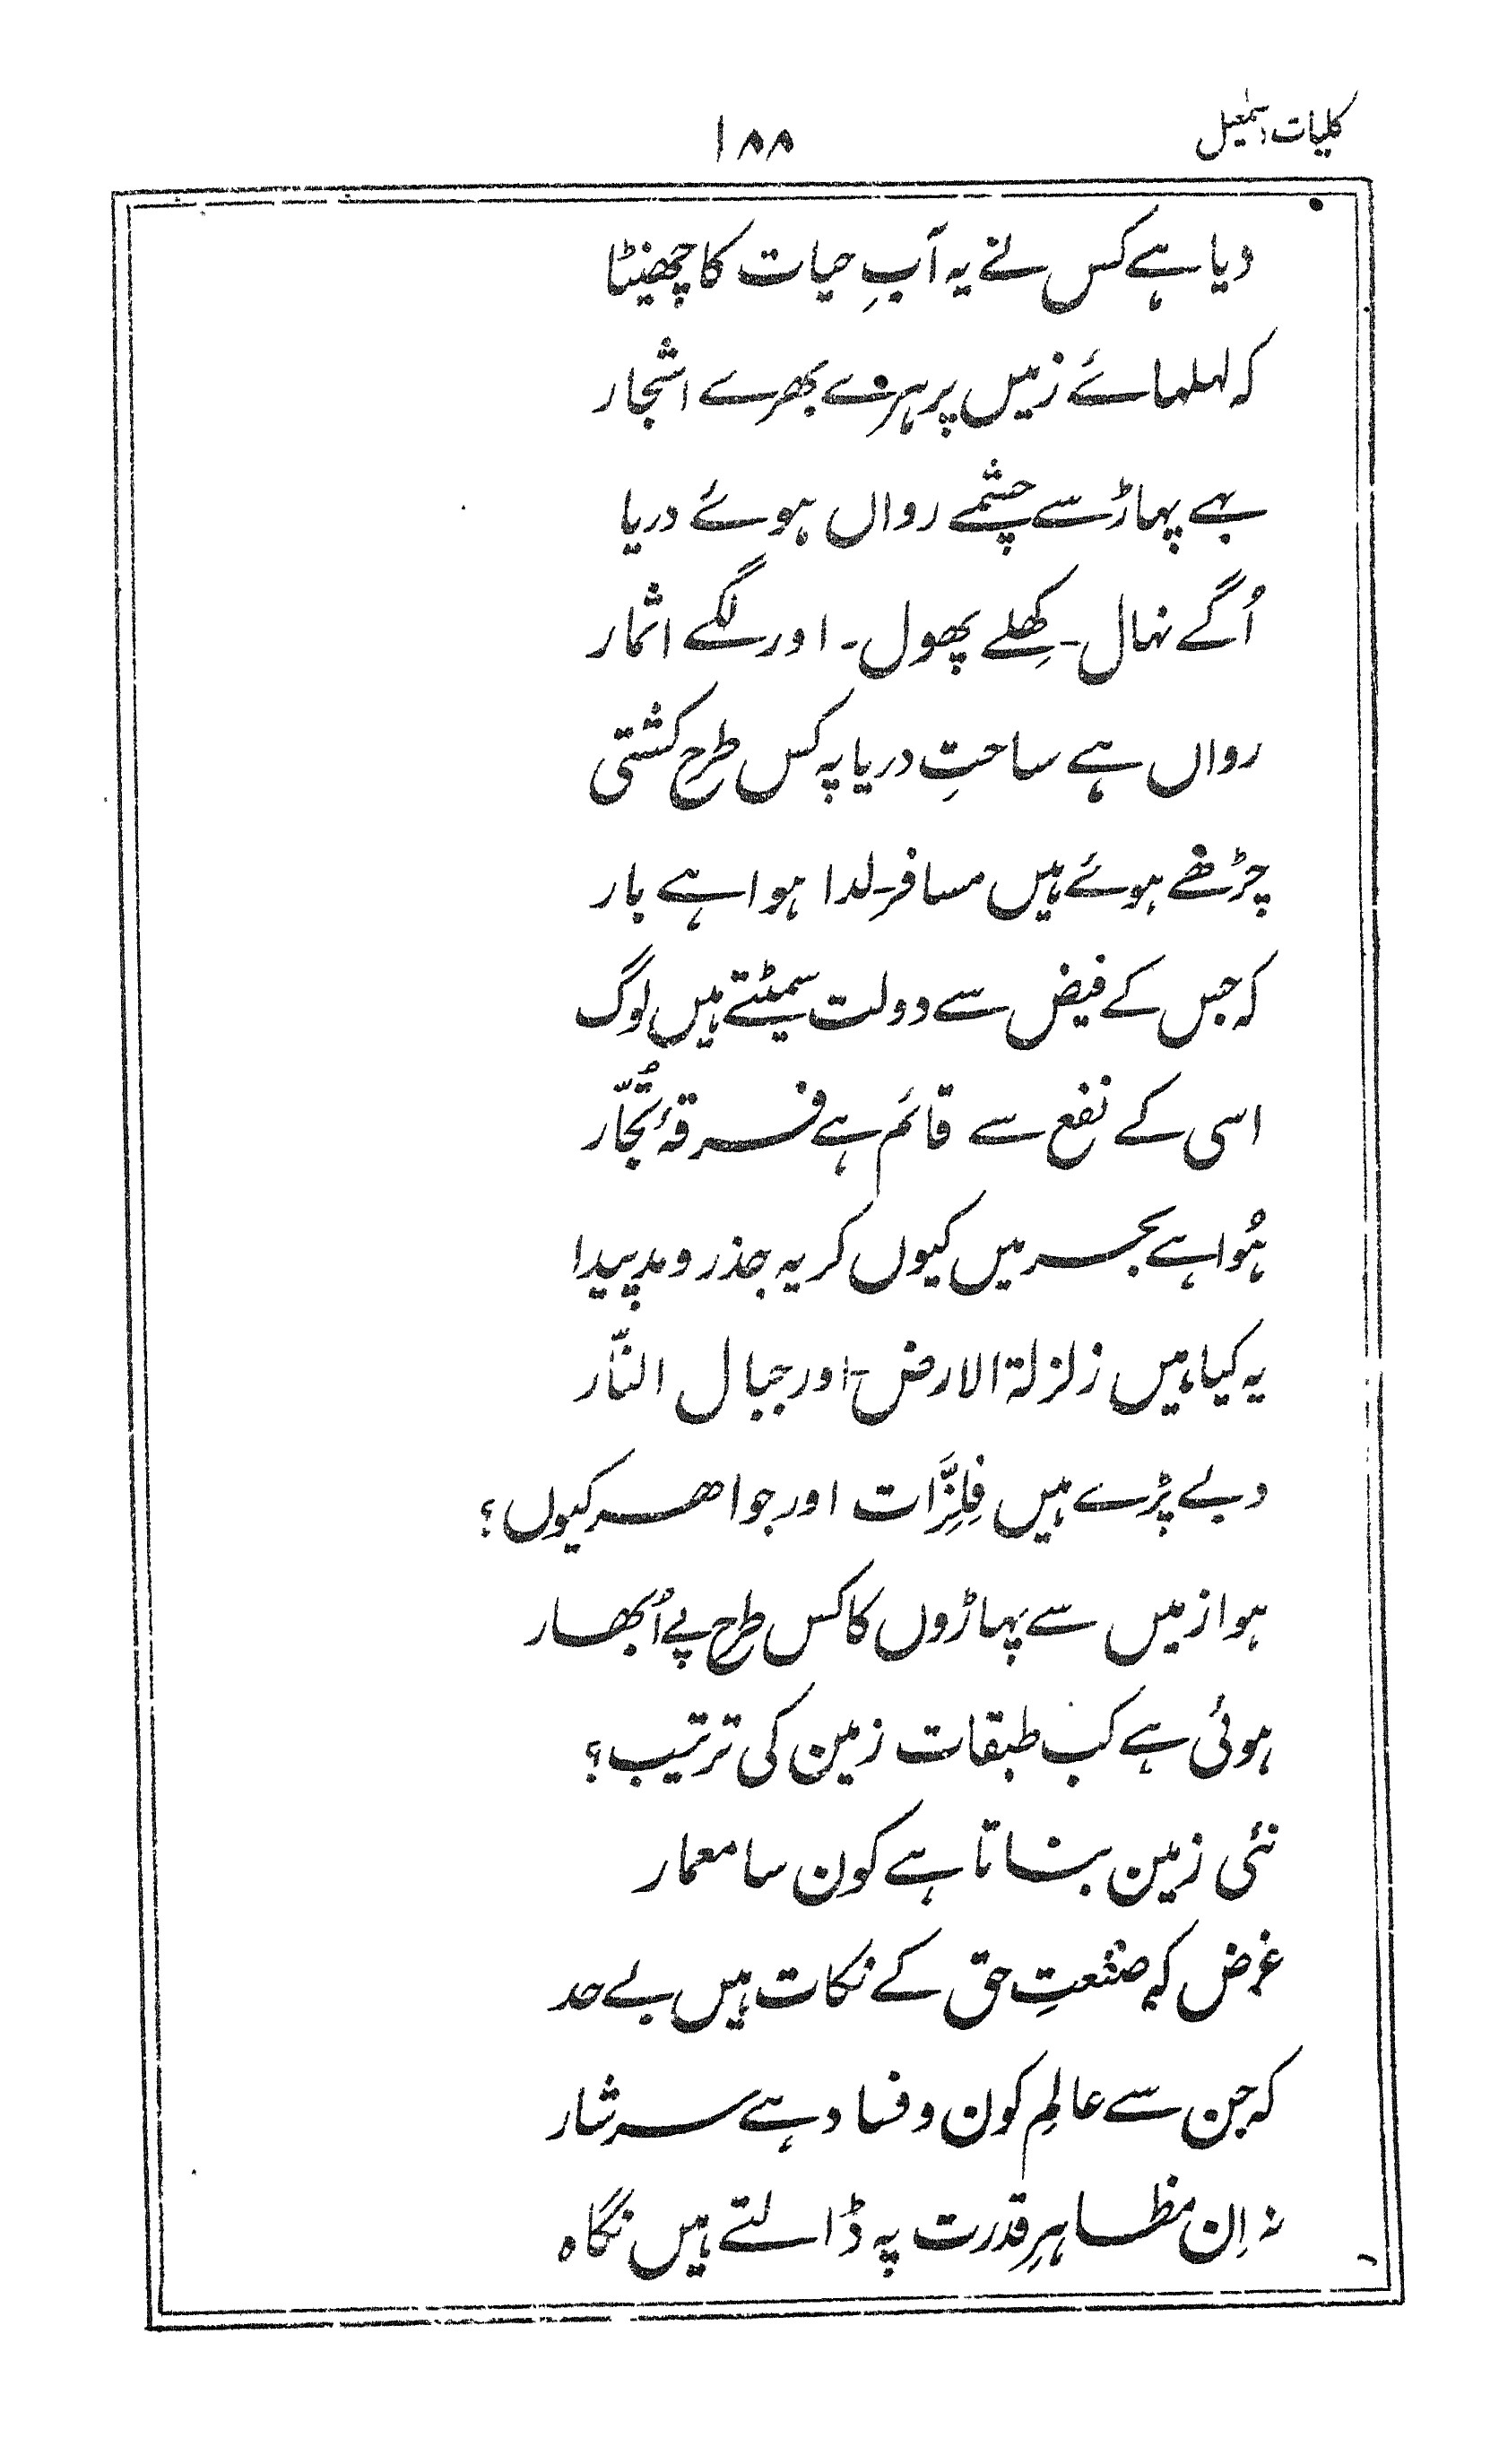 کلیات اسمٰعیل
۱۸۸
دیا ہے کس نے یہ آبِ حیات کا چھینٹا
کہ لہلہائے زمیں پر ہرے بھرے اشجار
بہے پہاڑ سے چشمے رواں ہوئے دریا
اُگے نہال ۔ کھِلے پھول ۔ اور لگے اثمار
رواں ہے ساحتِ دریا پہ کس طرح کشتی
چڑھے ہوئے ہیں مسافر ۔ لدا ہوا ہے بار
کہ جس کے فیض سے دولت سمیٹتے ہیں لوگ
اسی کے نفع سے قائم ہے فرقۂ تُجّار
ہُوا ہے بحر میں کیوں کر یہ جذر و مد پیدا
یہ کیا ہیں زلزلۃ الارض ۔ اور جبال النّار
دبے پڑے ہیں فِلِزّات اور جواہر کیوں؟
ہوا زمیں سے پہاڑوں کا کس طرح پے اُبھار
ہوئی ہے کب طبقات زمین کی ترتیب؟
نئی زمین بناتا ہے کون سا معمار
غرض کہ صنعتِ حق کے نکات ہیں بے حد
کہ جن سے عالمِ کون و فساد ہے سرشار
نہ اِن مظاہرِ قدرت پہ ڈالتے ہیں نگاہ